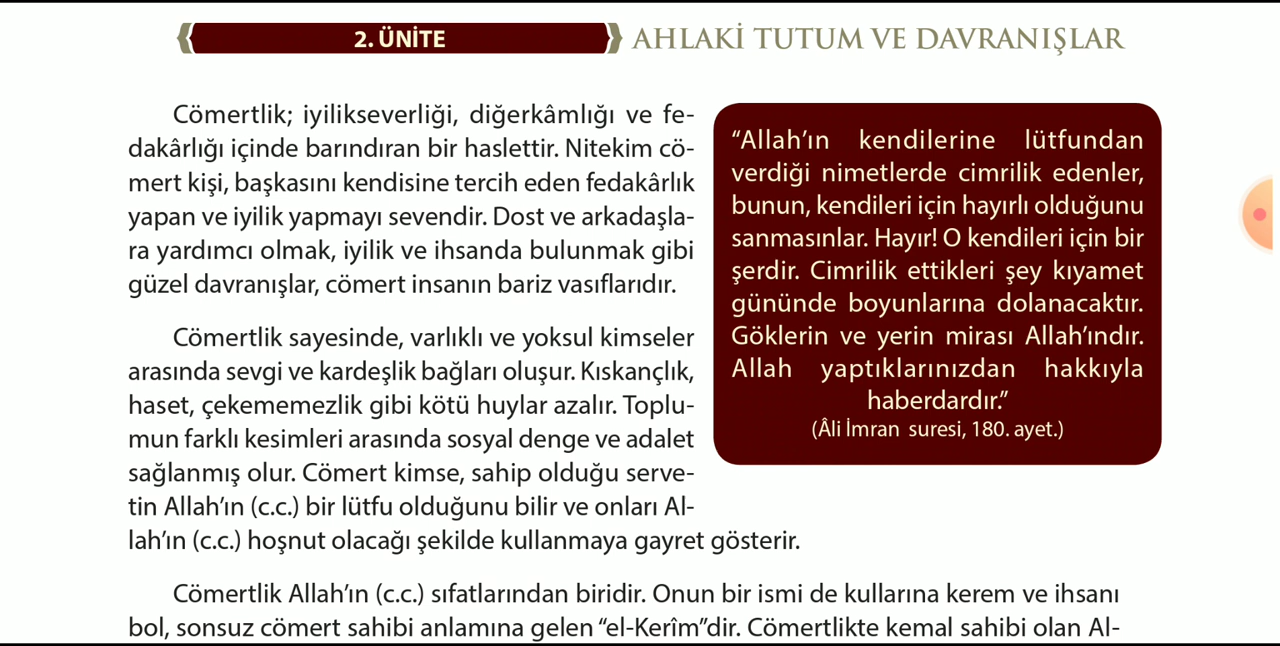 2. ÜNİTE
AHLAKİ TUTUM VE DAVRANIŞLAR
Cömertlik; iyilikseverliği, diğerkâmlığı ve fe-
dakârlığı içinde barındıran bir haslettir. Nitekim cö-
mert kişi, başkasını kendisine tercih eden fedakârlık
yapan ve iyilik yapmayı sevendir. Dost ve arkadaşla-
ra yardımcı olmak, iyilik ve ihsanda bulunmak gibi
güzel davranışlar, cömert insanın bariz vasıflarıdır.
Cömertlik sayesinde, varlıklı ve yoksul kimseler
arasında sevgi ve kardeşlik bağları oluşur. Kıskançlık,
haset, çekememezlik gibi kötü huylar azalır. Toplu-
mun farklı kesimleri arasında sosyal denge ve adalet
sağlanmış olur. Cömert kimse, sahip olduğu serve-
tin Allah’ın (c.c.) bir lütfu olduğunu bilir ve onları Al-
lah’ın (c.c.) hoşnut olacağı şekilde kullanmaya gayret gösterir.
“Allah’ın kendilerine lütfundan
verdiği nimetlerde cimrilik edenler,
bunun, kendileri için hayırlı olduğunu
sanmasınlar. Hayır! O kendileri için bir
şerdir. Cimrilik ettikleri şey kıyamet
gününde boyunlarına dolanacaktır.
Göklerin ve yerin mirası Allah’ındır.
Allah yaptıklarınızdan hakkıyla
haberdardır.”
(Âli İmran suresi, 180. ayet.)
Cömertlik Allah’ın (c.c.) sıfatlarından biridir. Onun bir ismi de kullarına kerem ve ihsanı
bol, sonsuz cömert sahibi anlamına gelen “el-Kerîm”dir. Cömertlikte kemal sahibi olan Al-